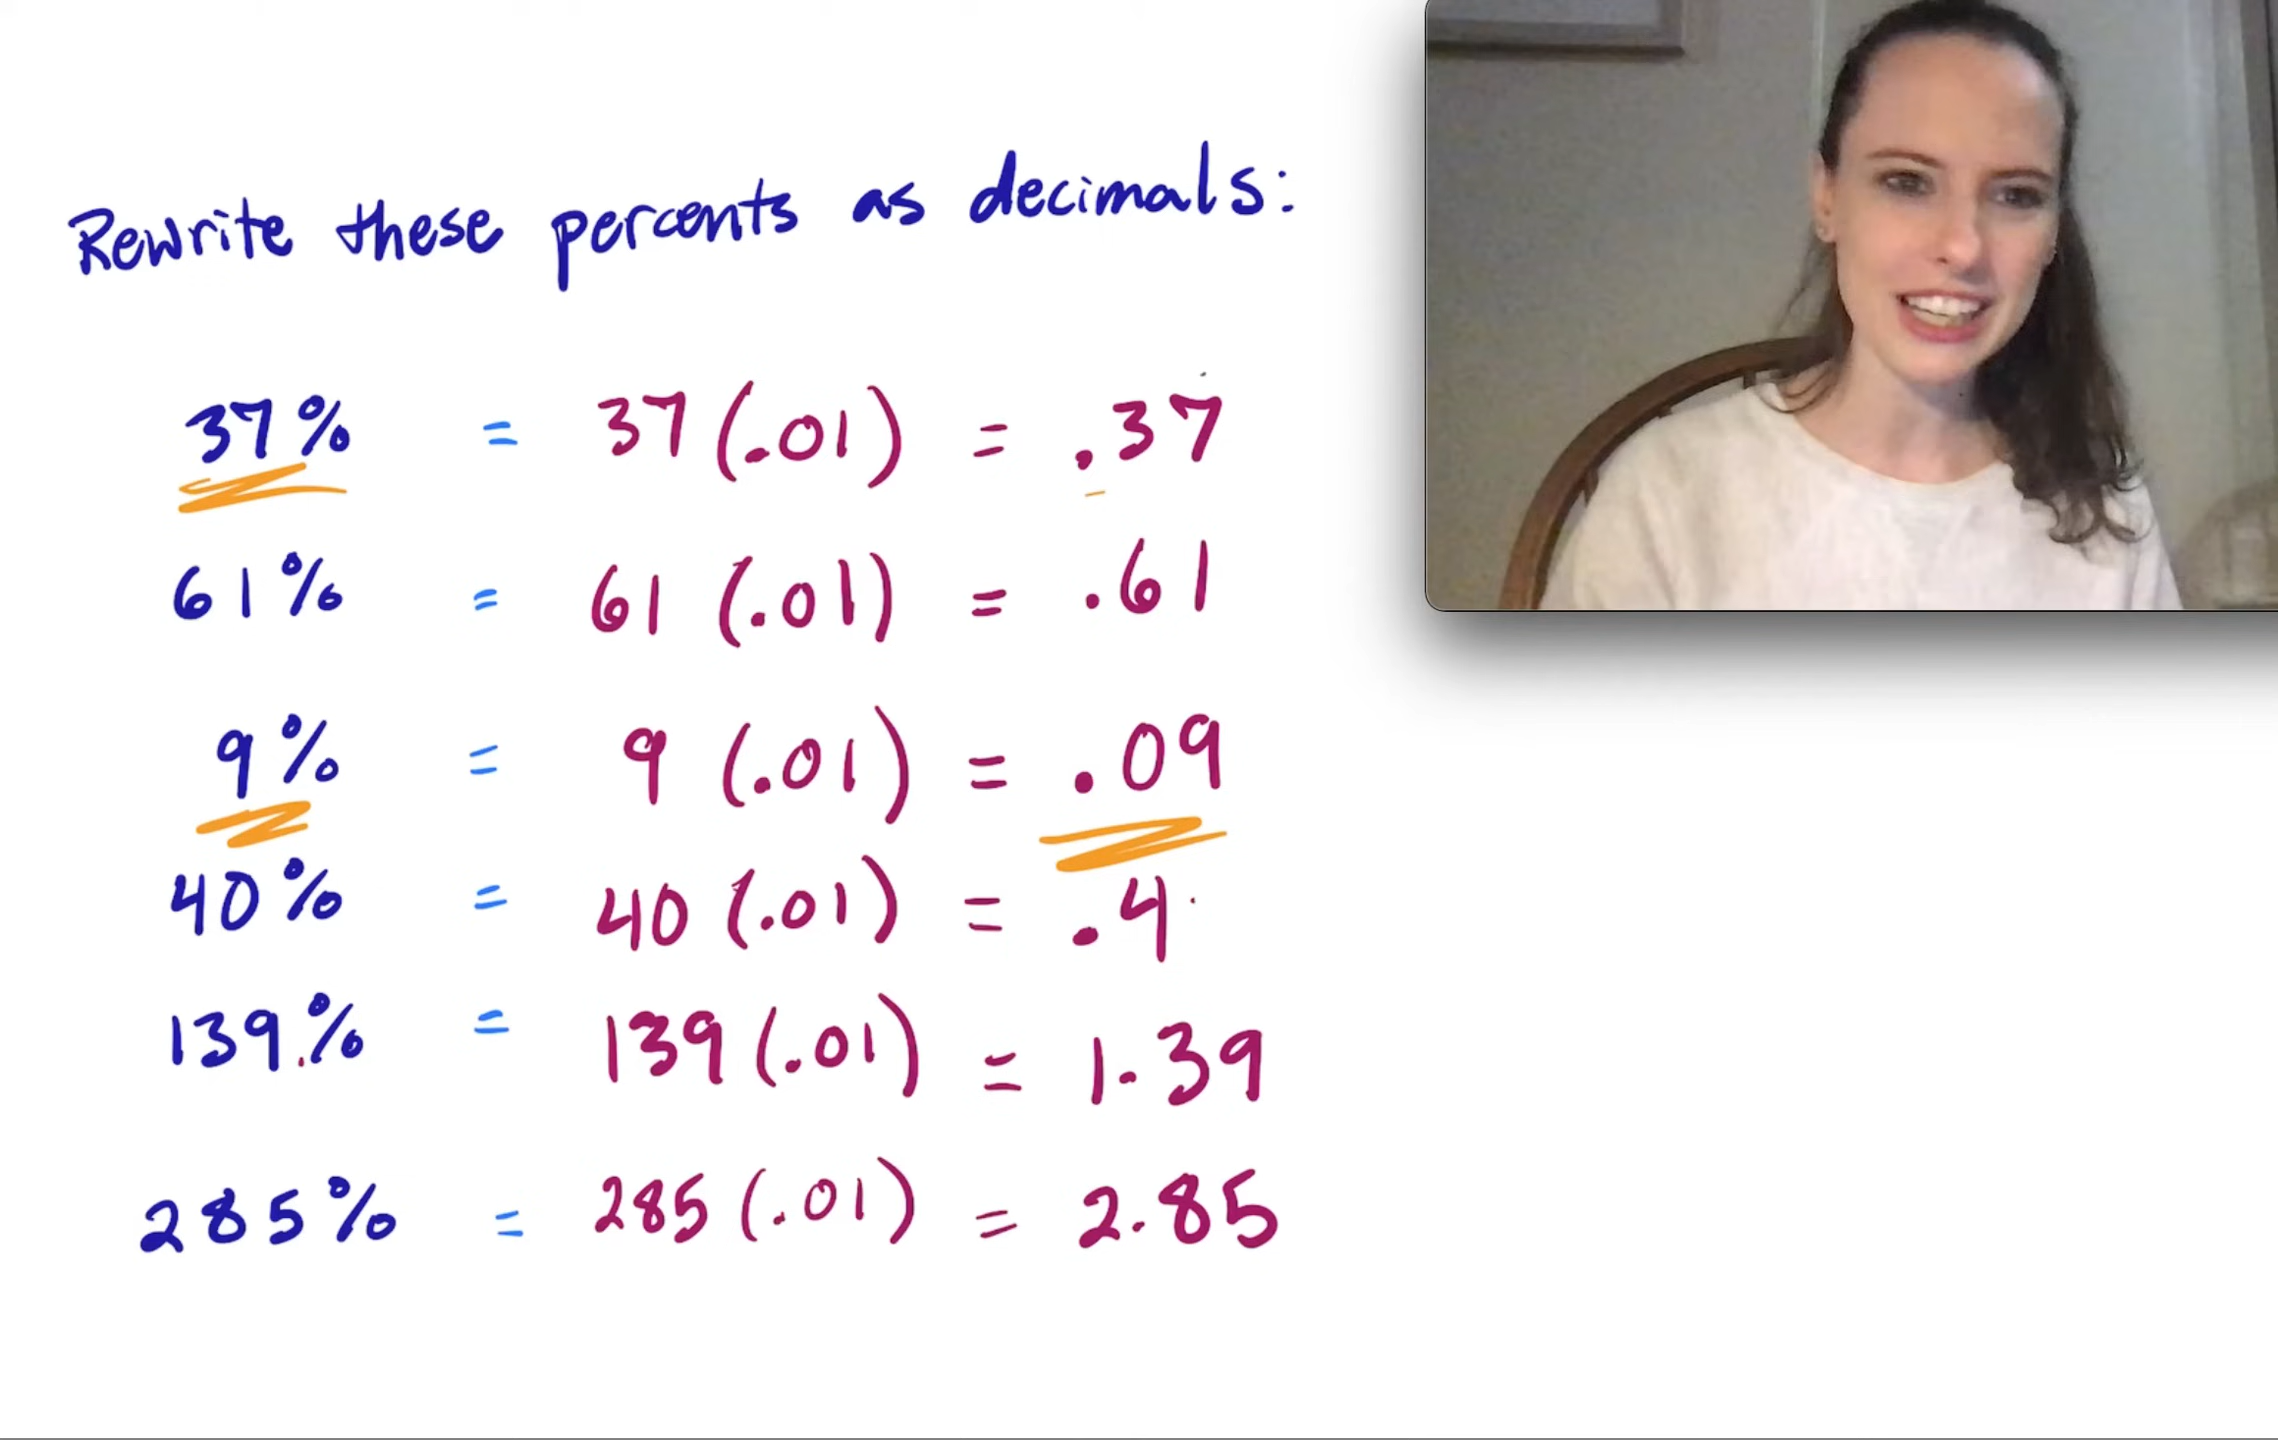 Rewrite these percents as decimals:
37% = 37 (.01) = .37
61% = 61 (.01) = .61
9% = 9 (.01) = .09
40% = 40 (.01) = .4
139.% = 139 (.01) = 1.39
285% = 285 (.01) = 2.85